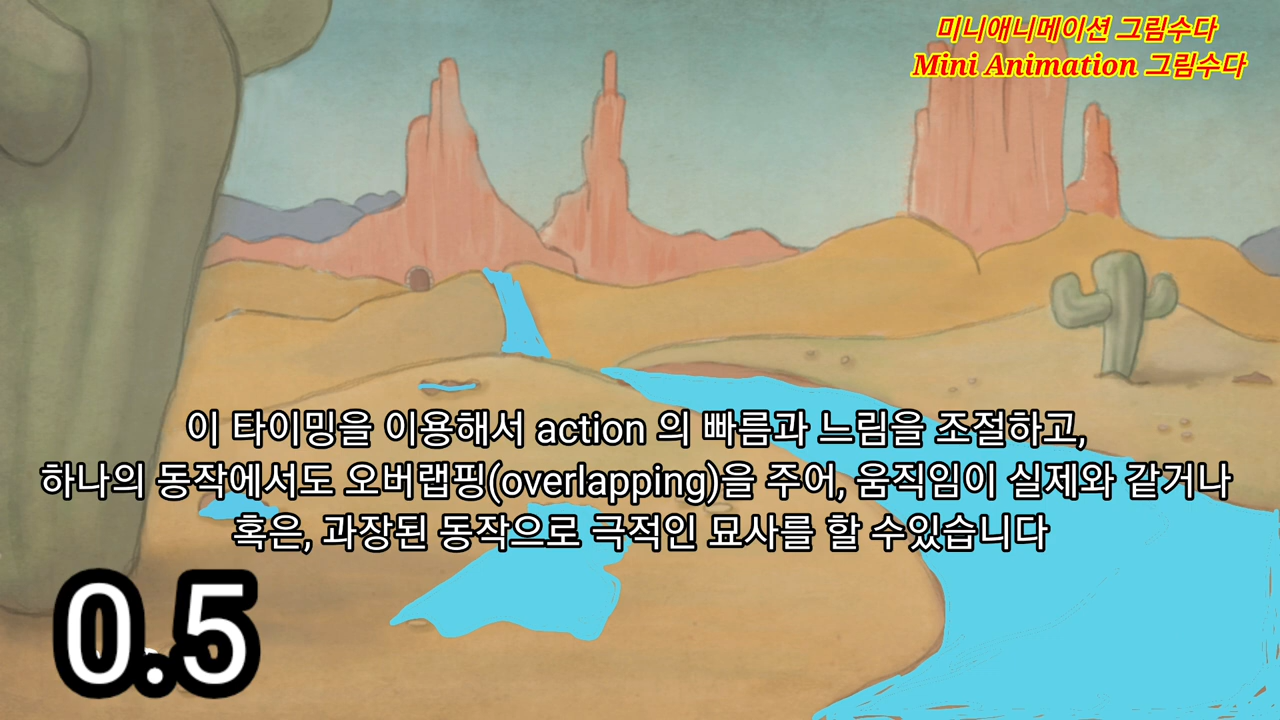 미니애니메이션 그림수다
Mini Animation 그림수다
이 타이밍을 이용해서 action 의 빠름과 느림을 조절하고,
하나의 동작에서도 오버랩핑(overlapping)을 주어, 움직임이 실제와 같거나
혹은, 과장된 동작으로 극적인 묘사를 할 수있습니다
0.5